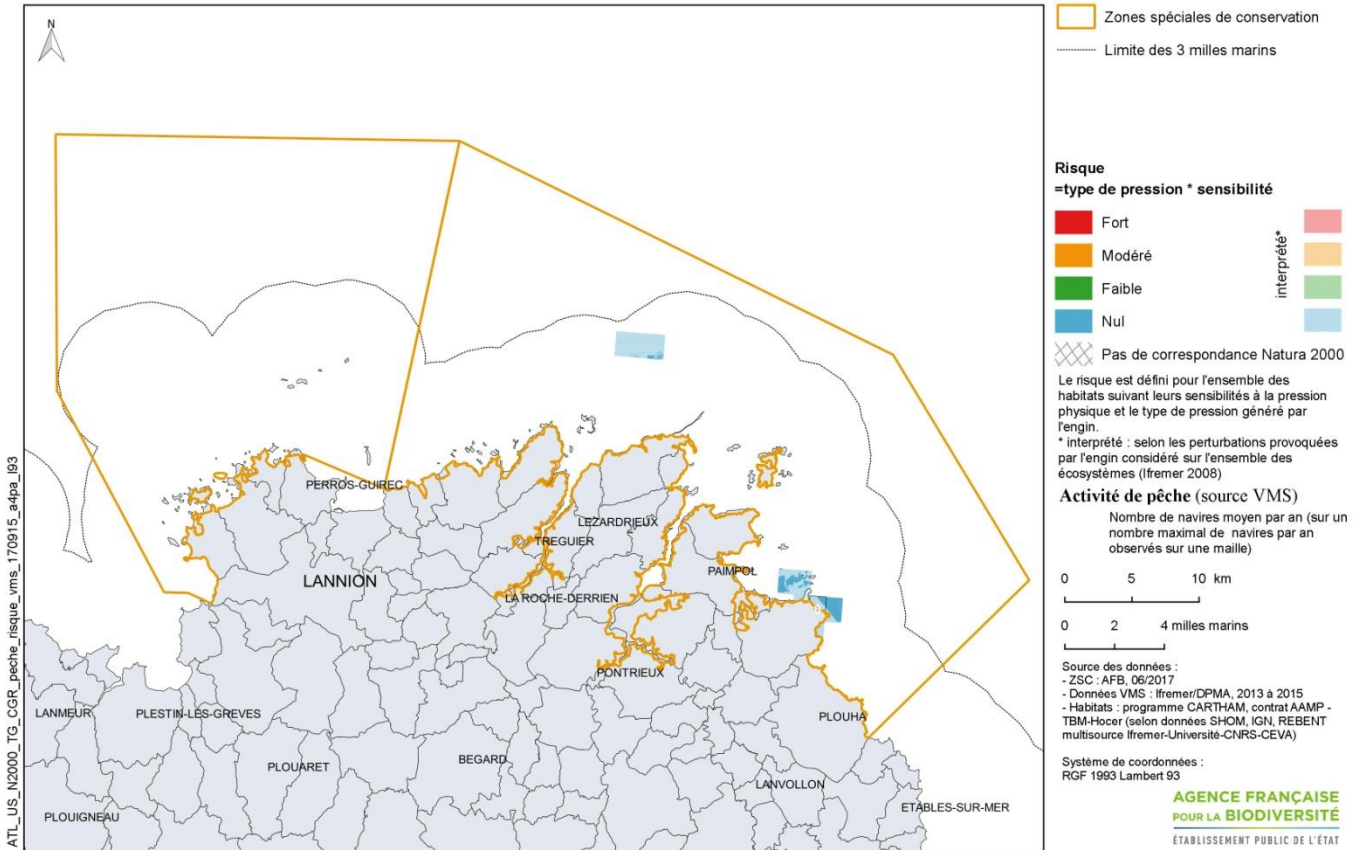 N
PERROS-GUIREC
LEZARDRIEUX
TREGUIER
LANNION
PAIMPOL
LA ROCHE-DERRIEN
PONTRIEUX
LANMEUR
PLESTIN-LES-GREVES
PLOUHA
BEGARD
PLOUARET
LANVOLLON
ETABLES-SUR-MER
PLOUIGNEAU
ATL_US_N2000_TG_CGR_peche_risque_vms_170915_a4pa_l93
Zones spéciales de conservation
Limite des 3 milles marins
Risque
=type de pression * sensibilité
Fort
Modéré
Faible
Nul
interprété*
Pas de correspondance Natura 2000
Le risque est défini pour l'ensemble des
habitats suivant leurs sensibilités à la pression
physique et le type de pression généré par
l'engin.
* interprété : selon les perturbations provoquées
par l'engin considéré sur l'ensemble des
écosystèmes (Ifremer 2008)
Activité de pêche (source VMS)
Nombre de navires moyen par an (sur un
nombre maximal de navires par an
observés sur une maille)
0 5 10 km
0 2 4 milles marins
Source des données :
- ZSC : AFB, 06/2017
- Données VMS : Ifremer/DPMA, 2013 à 2015
- Habitats : programme CARTHAM, contrat AAMP -
TBM-Hocer (selon données SHOM, IGN, REBENT
multisource Ifremer-Université-CNRS-CEVA)
Système de coordonnées :
RGF 1993 Lambert 93
AGENCE FRANÇAISE
POUR LA BIODIVERSITÉ
ÉTABLISSEMENT PUBLIC DE L'ÉTAT